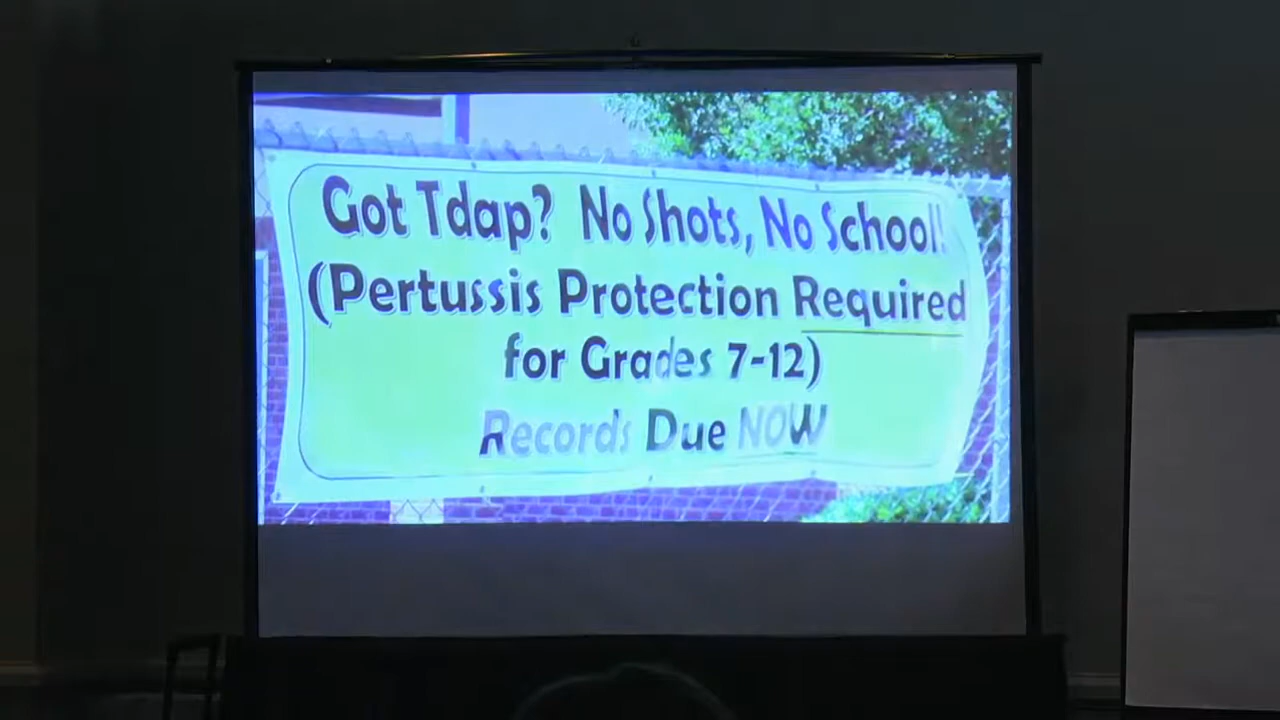 Got Tdap? No Shots, No School!
(Pertussis Protection Required
for Grades 7-12)
Records Due NOW